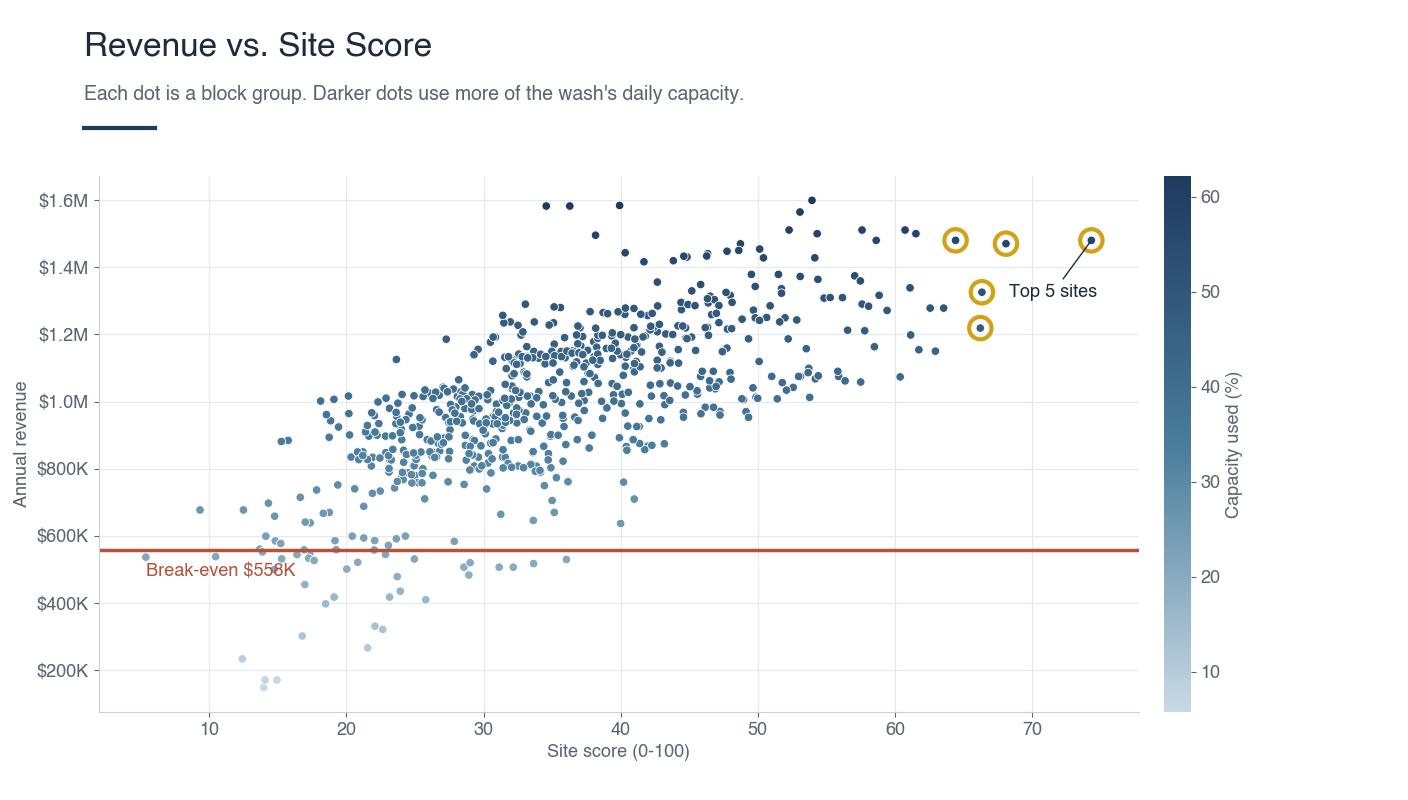 Revenue vs. Site Score
Each dot is a block group. Darker dots use more of the wash's daily capacity.
Annual revenue
$1.6M
$1.4M
$1.2M
$1.0M
$800K
$600K
$400K
$200K
Top 5 sites
Break-even $558K
10
20
30
40
50
60
70
Site score (0-100)
60
50
40
30
20
10
Capacity used (%)